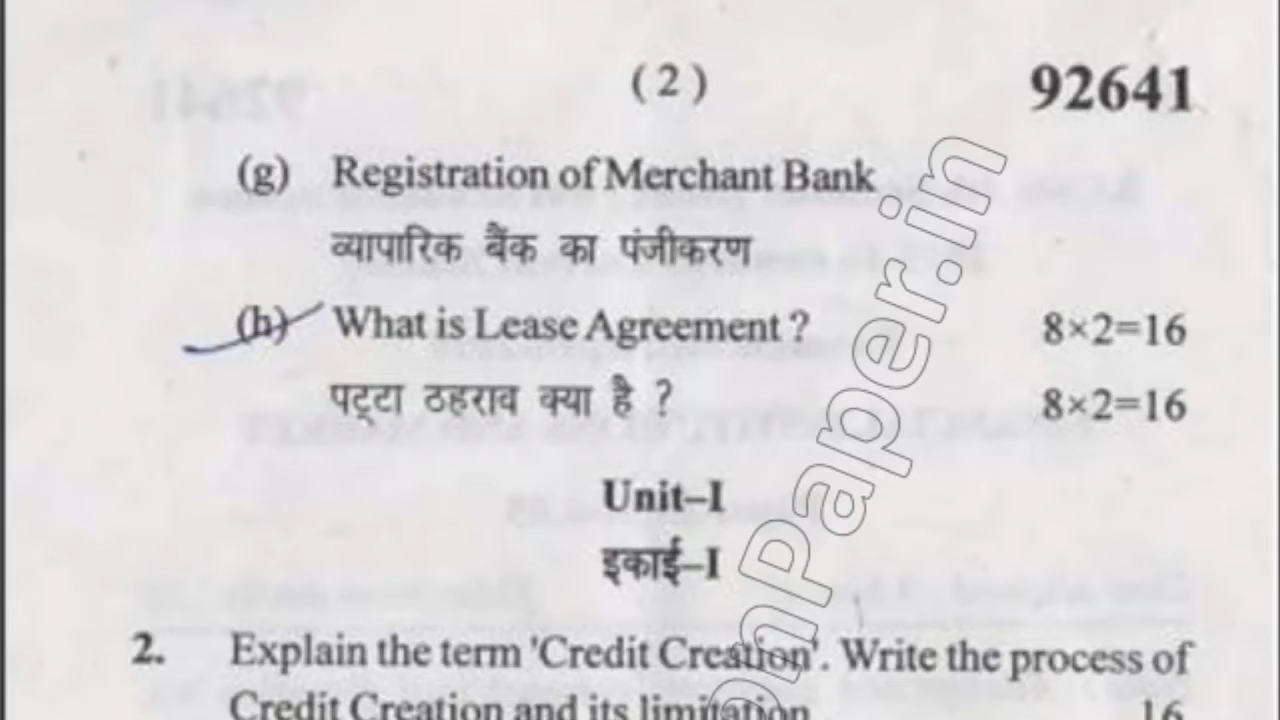 ( 2 ) 92641
(g) Registration of Merchant Bank
व्यापारिक बैंक का पंजीकरण
(h) What is Lease Agreement ? 8×2=16
पट्टा ठहराव क्या है ? 8×2=16
Unit–I
इकाई–I
2. Explain the term 'Credit Creation'. Write the process of
Credit Creation and its limitation. 16
onPaper.in